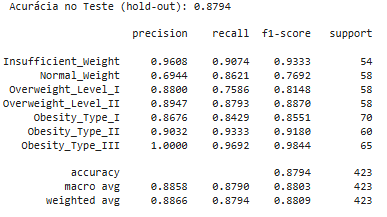 Acurácia no Teste (hold-out): 0.8794
precision recall f1-score support
Insufficient_Weight 0.9608 0.9074 0.9333 54
Normal_Weight 0.6944 0.8621 0.7692 58
Overweight_Level_I 0.8800 0.7586 0.8148 58
Overweight_Level_II 0.8947 0.8793 0.8870 58
Obesity_Type_I 0.8676 0.8429 0.8551 70
Obesity_Type_II 0.9032 0.9333 0.9180 60
Obesity_Type_III 1.0000 0.9692 0.9844 65
accuracy 0.8794 423
macro avg 0.8858 0.8790 0.8803 423
weighted avg 0.8866 0.8794 0.8809 423